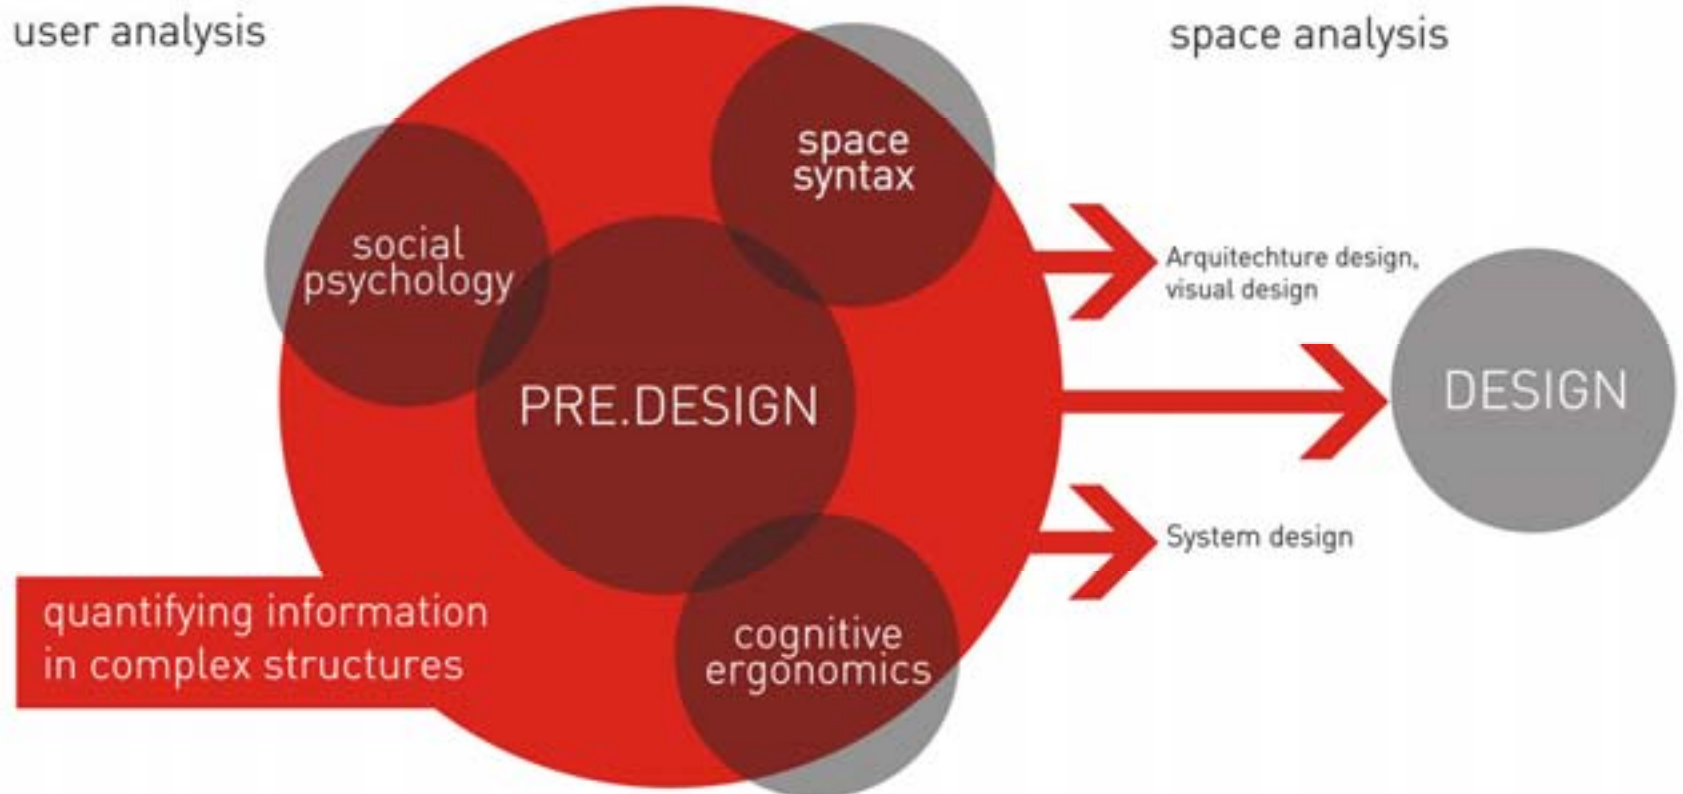 user analysis
space analysis
space
syntax
social
psychology
Arquitechture design,
visual design
PRE.DESIGN
DESIGN
System design
quantifying information
in complex structures
cognitive
ergonomics